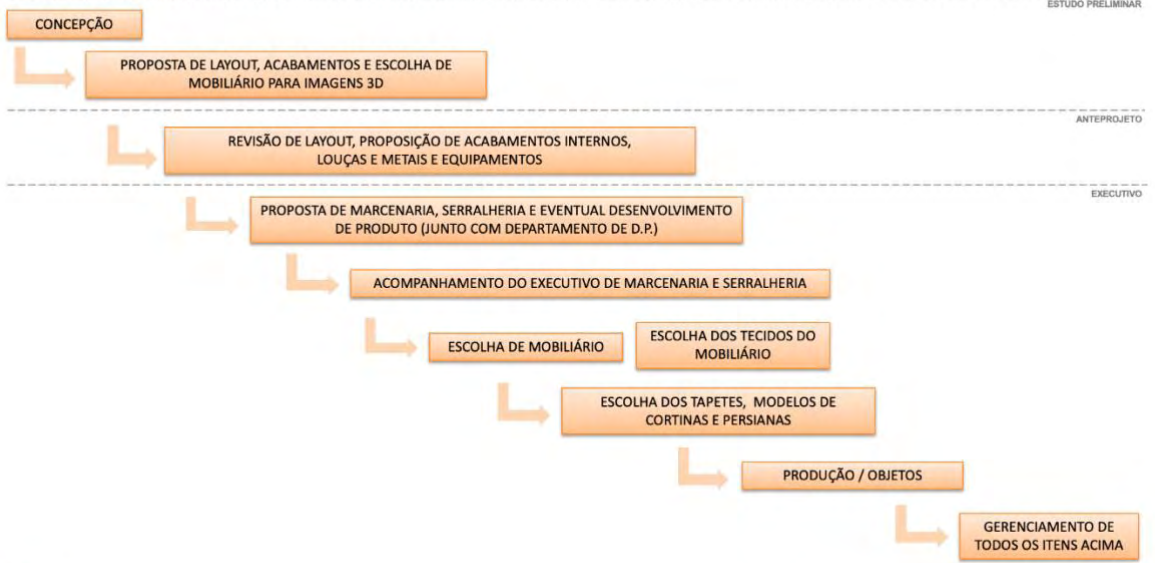 ESTUDO PRELIMINAR
CONCEPÇÃO
PROPOSTA DE LAYOUT, ACABAMENTOS E ESCOLHA DE
MOBILIÁRIO PARA IMAGENS 3D
ANTEPROJETO
REVISÃO DE LAYOUT, PROPOSIÇÃO DE ACABAMENTOS INTERNOS,
LOUÇAS E METAIS E EQUIPAMENTOS
EXECUTIVO
PROPOSTA DE MARCENARIA, SERRALHERIA E EVENTUAL DESENVOLVIMENTO
DE PRODUTO (JUNTO COM DEPARTAMENTO DE D.P.)
ACOMPANHAMENTO DO EXECUTIVO DE MARCENARIA E SERRALHERIA
ESCOLHA DE MOBILIÁRIO
ESCOLHA DOS TECIDOS DO
MOBILIÁRIO
ESCOLHA DOS TAPETES, MODELOS DE
CORTINAS E PERSIANAS
PRODUÇÃO / OBJETOS
GERENCIAMENTO DE
TODOS OS ITENS ACIMA